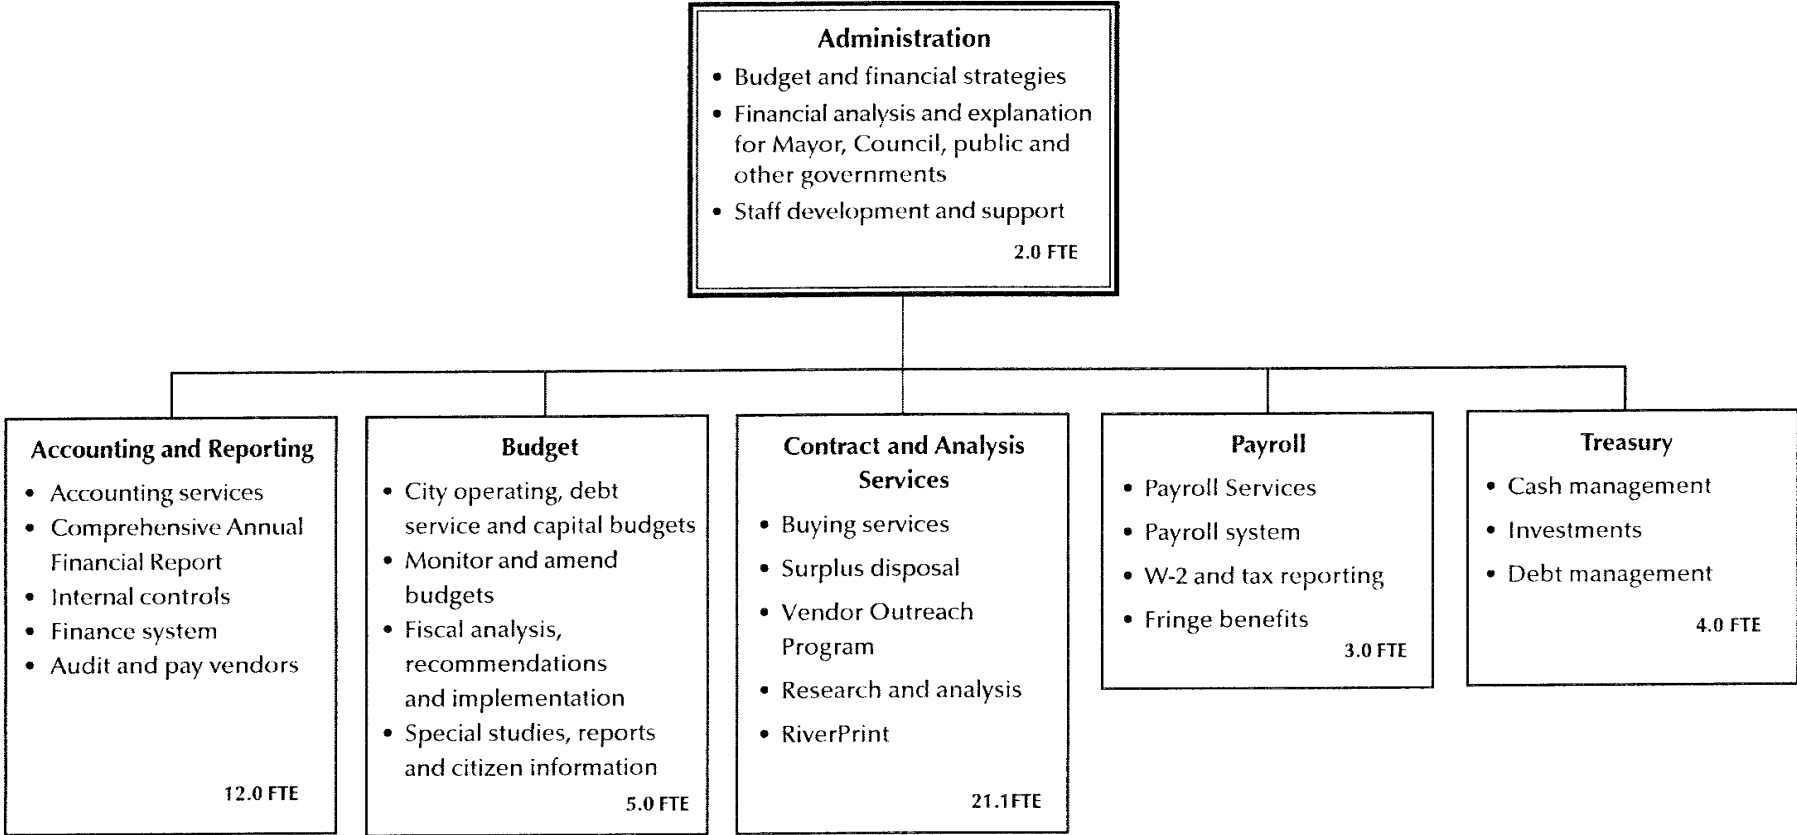 Administration
• Budget and financial strategies
• Financial analysis and explanation
for Mayor, Council, public and
other governments
• Staff development and support
2.0 FTE
Accounting and Reporting
• Accounting services
• Comprehensive Annual
Financial Report
• Internal controls
• Finance system
• Audit and pay vendors
12.0 FTE
Budget
• City operating, debt
service and capital budgets
• Monitor and amend
budgets
• Fiscal analysis,
recommendations
and implementation
• Special studies, reports
and citizen information
5.0 FTE
Contract and Analysis
Services
• Buying services
• Surplus disposal
• Vendor Outreach
Program
• Research and analysis
• RiverPrint
21.1FTE
Payroll
• Payroll Services
• Payroll system
• W-2 and tax reporting
• Fringe benefits
3.0 FTE
Treasury
• Cash management
• Investments
• Debt management
4.0 FTE